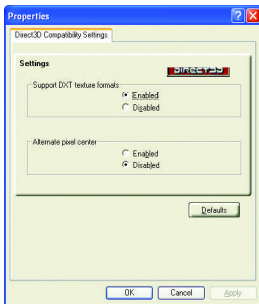 Properties
Direct3D Compatibility Settings
Settings
DIRECT3D
Support DXT texture formats
Enabled
Disabled
Alternate pixel center
Enabled
Disabled
Defaults
OK
Cancel
Apply